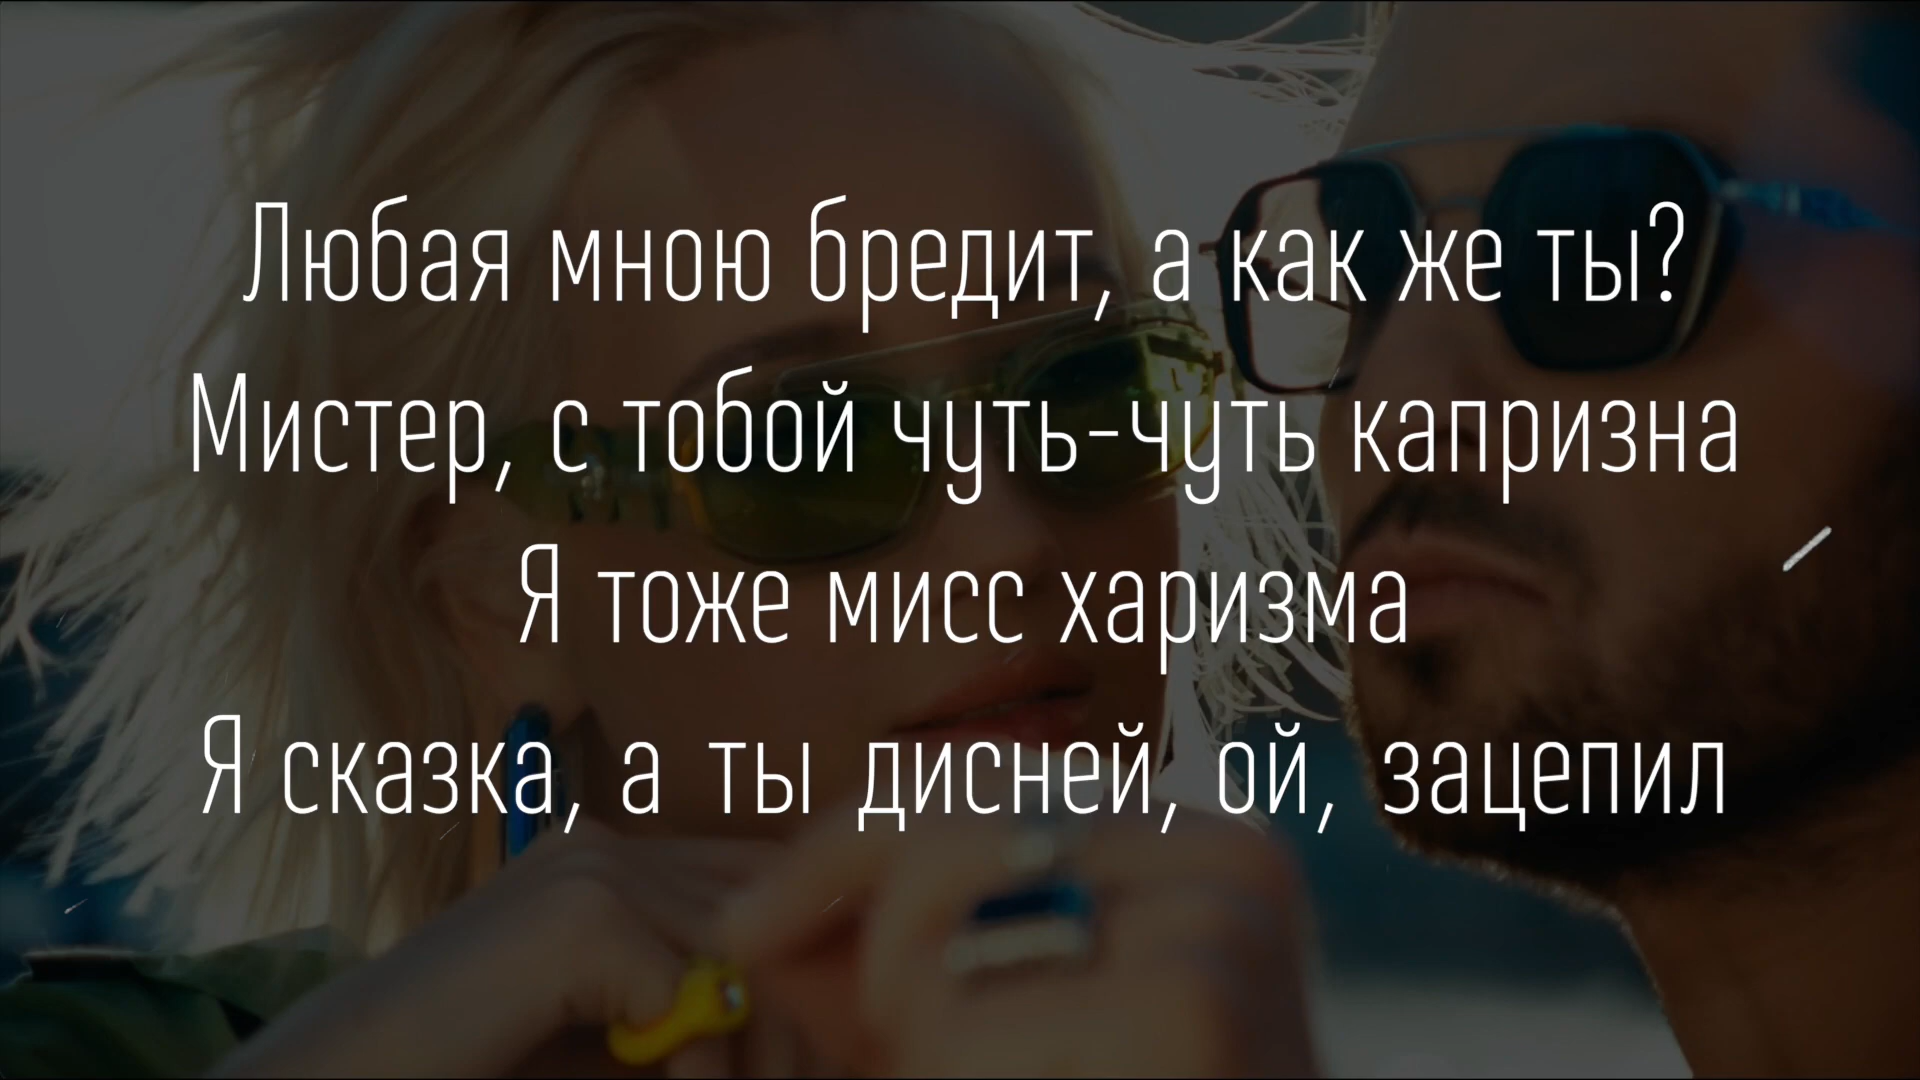 Любая мною бредит, а как же ты?
Мистер, с тобой чуть-чуть капризна
Я тоже мисс харизма
Я сказка, а ты дисней, ой, зацепил